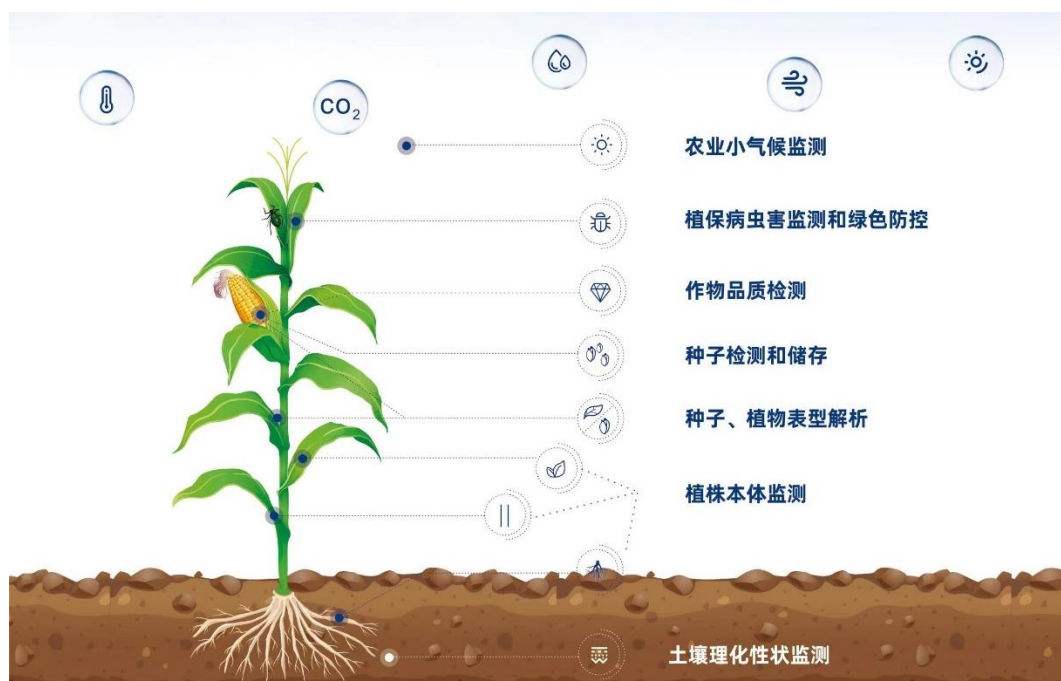 CO₂
农业小气候监测
植保病虫害监测和绿色防控
作物品质检测
种子检测和储存
种子、植物表型解析
植株本体监测
土壤理化性状监测